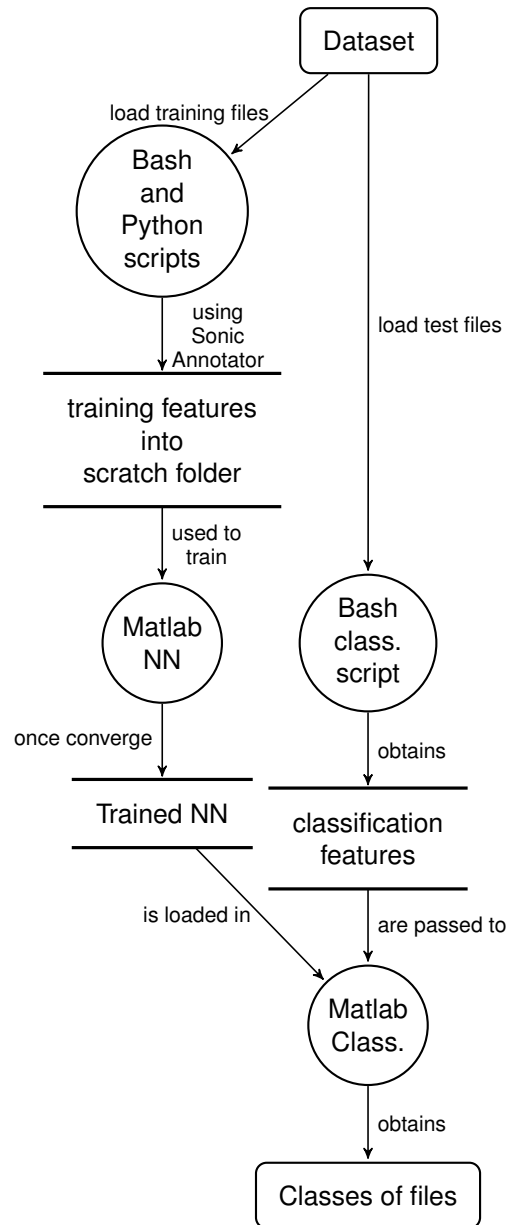 Dataset
load training files
Bash
and
Python
scripts
using
Sonic
Annotator
load test files
training features
into
scratch folder
used to
train
Matlab
NN
Bash
class.
script
once converge
obtains
Trained NN
classification
features
is loaded in
are passed to
Matlab
Class.
obtains
Classes of files